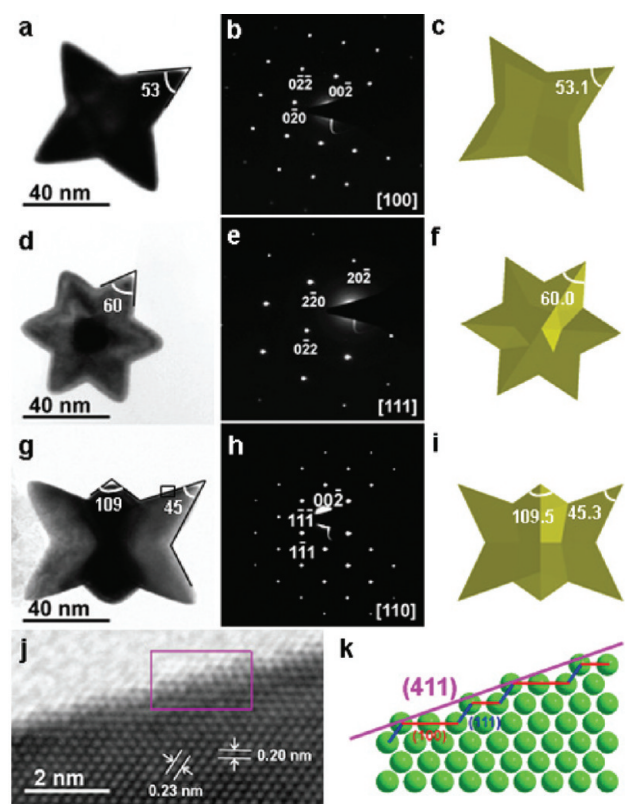 a
53
40 nm
b
02̄2̄
002̄
02̄0
[100]
c
53.1
d
60
40 nm
e
202̄
22̄0
02̄2
[111]
f
60.0
g
109
45
40 nm
h
002̄
11̄1̄
11̄1
[110]
i
109.5
45.3
j
0.20 nm
0.23 nm
2 nm
k
(411)
(111)
(100)